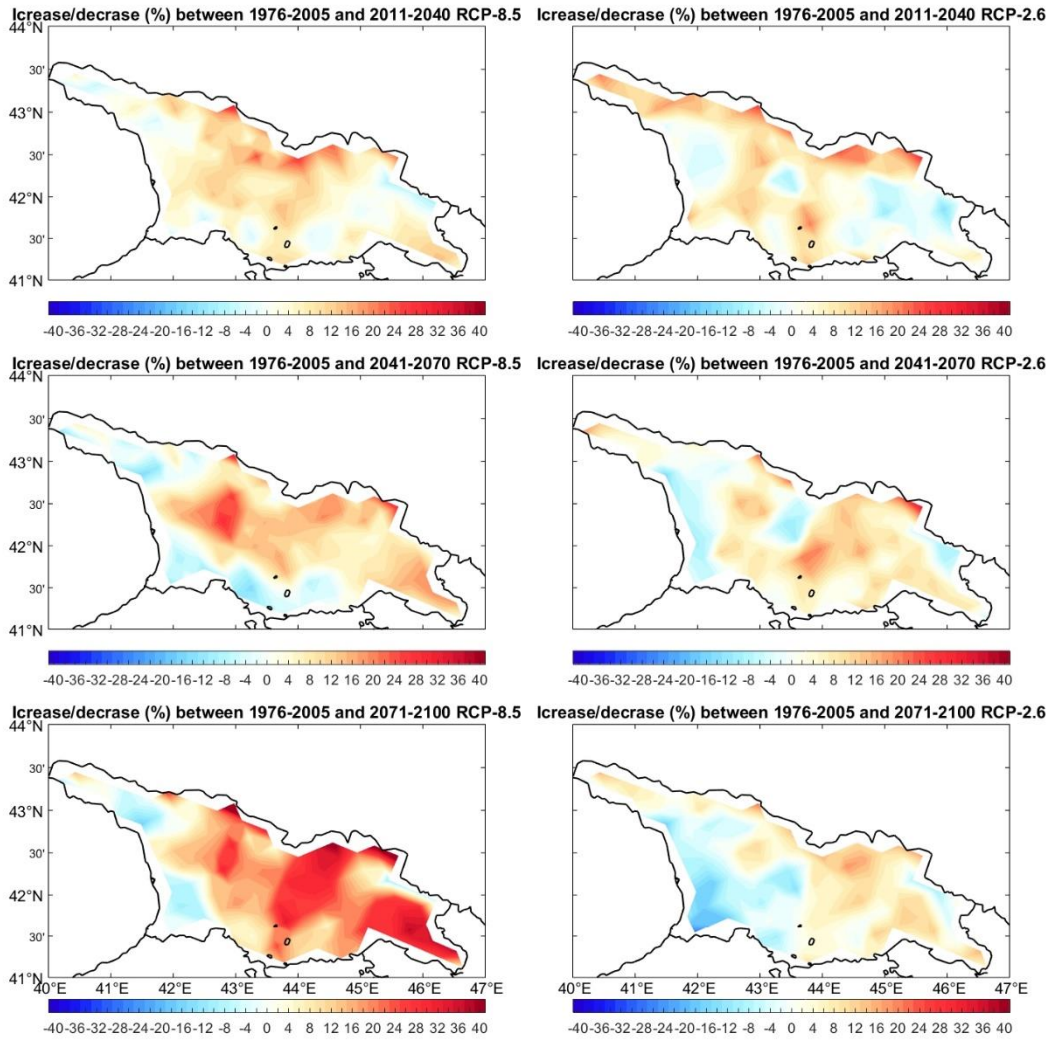 Icrease/decrase (%) between 1976-2005 and 2011-2040 RCP-8.5
Icrease/decrase (%) between 1976-2005 and 2011-2040 RCP-2.6
44°N
30'
43°N
30'
42°N
30'
41°N
-40-36-32-28-24-20-16-12 -8 -4 0 4 8 12 16 20 24 28 32 36 40
-40-36-32-28-24-20-16-12 -8 -4 0 4 8 12 16 20 24 28 32 36 40
Icrease/decrase (%) between 1976-2005 and 2041-2070 RCP-8.5
Icrease/decrase (%) between 1976-2005 and 2041-2070 RCP-2.6
44°N
30'
43°N
30'
42°N
30'
41°N
-40-36-32-28-24-20-16-12 -8 -4 0 4 8 12 16 20 24 28 32 36 40
-40-36-32-28-24-20-16-12 -8 -4 0 4 8 12 16 20 24 28 32 36 40
Icrease/decrase (%) between 1976-2005 and 2071-2100 RCP-8.5
Icrease/decrase (%) between 1976-2005 and 2071-2100 RCP-2.6
44°N
30'
43°N
30'
42°N
30'
41°N
40°E 41°E 42°E 43°E 44°E 45°E 46°E 47°E
40°E 41°E 42°E 43°E 44°E 45°E 46°E 47°E
-40-36-32-28-24-20-16-12 -8 -4 0 4 8 12 16 20 24 28 32 36 40
-40-36-32-28-24-20-16-12 -8 -4 0 4 8 12 16 20 24 28 32 36 40